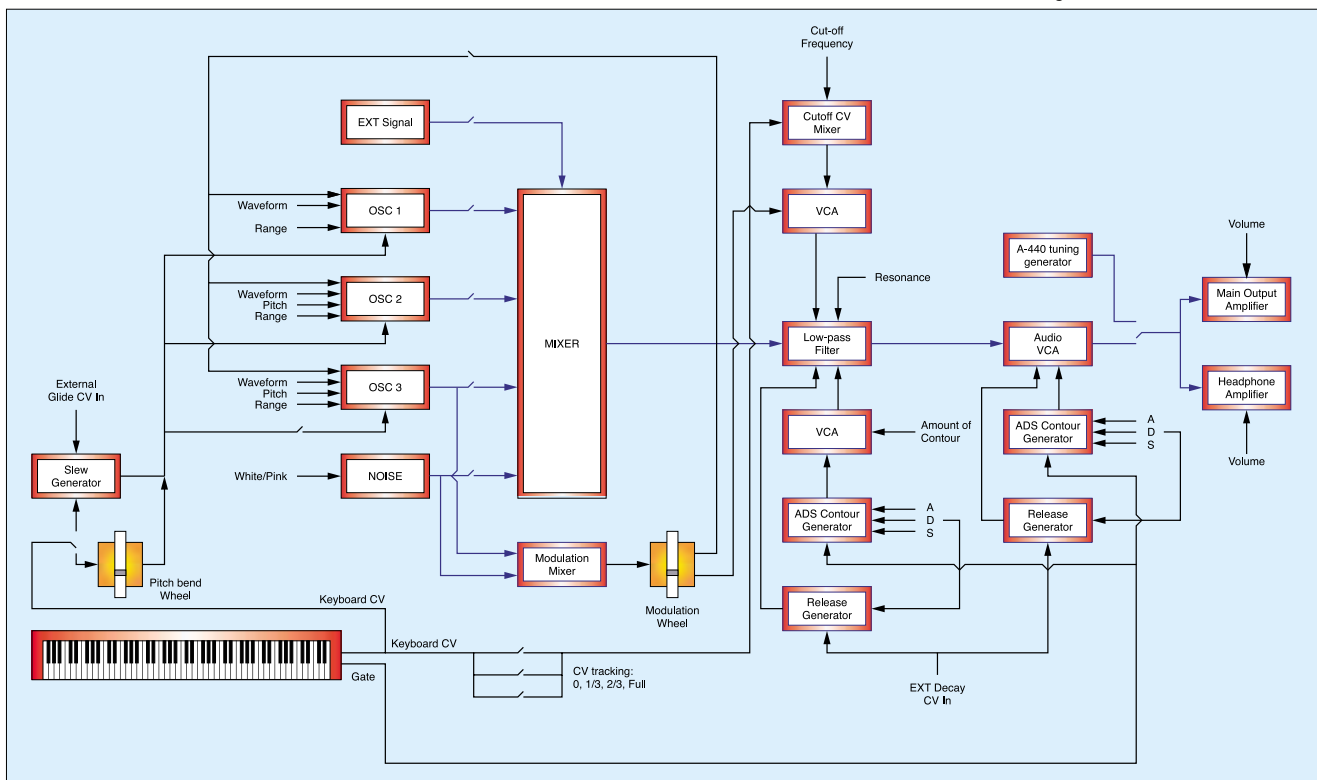 Cut-off
Frequency
EXT Signal
Cutoff CV
Mixer
OSC 1
Waveform
Range
VCA
A-440 tuning
generator
Volume
OSC 2
Waveform
Pitch
Range
Resonance
Main Output
Amplifier
MIXER
Low-pass
Filter
Audio
VCA
OSC 3
Waveform
Pitch
Range
Headphone
Amplifier
External
Glide CV In
VCA
Amount of
Contour
ADS Contour
Generator
A
D
S
Volume
Slew
Generator
White/Pink
NOISE
ADS Contour
Generator
A
D
S
Release
Generator
Pitch bend
Wheel
Modulation
Mixer
Modulation
Wheel
Keyboard CV
Release
Generator
Keyboard CV
Gate
CV tracking:
0, 1/3, 2/3, Full
EXT Decay
CV In